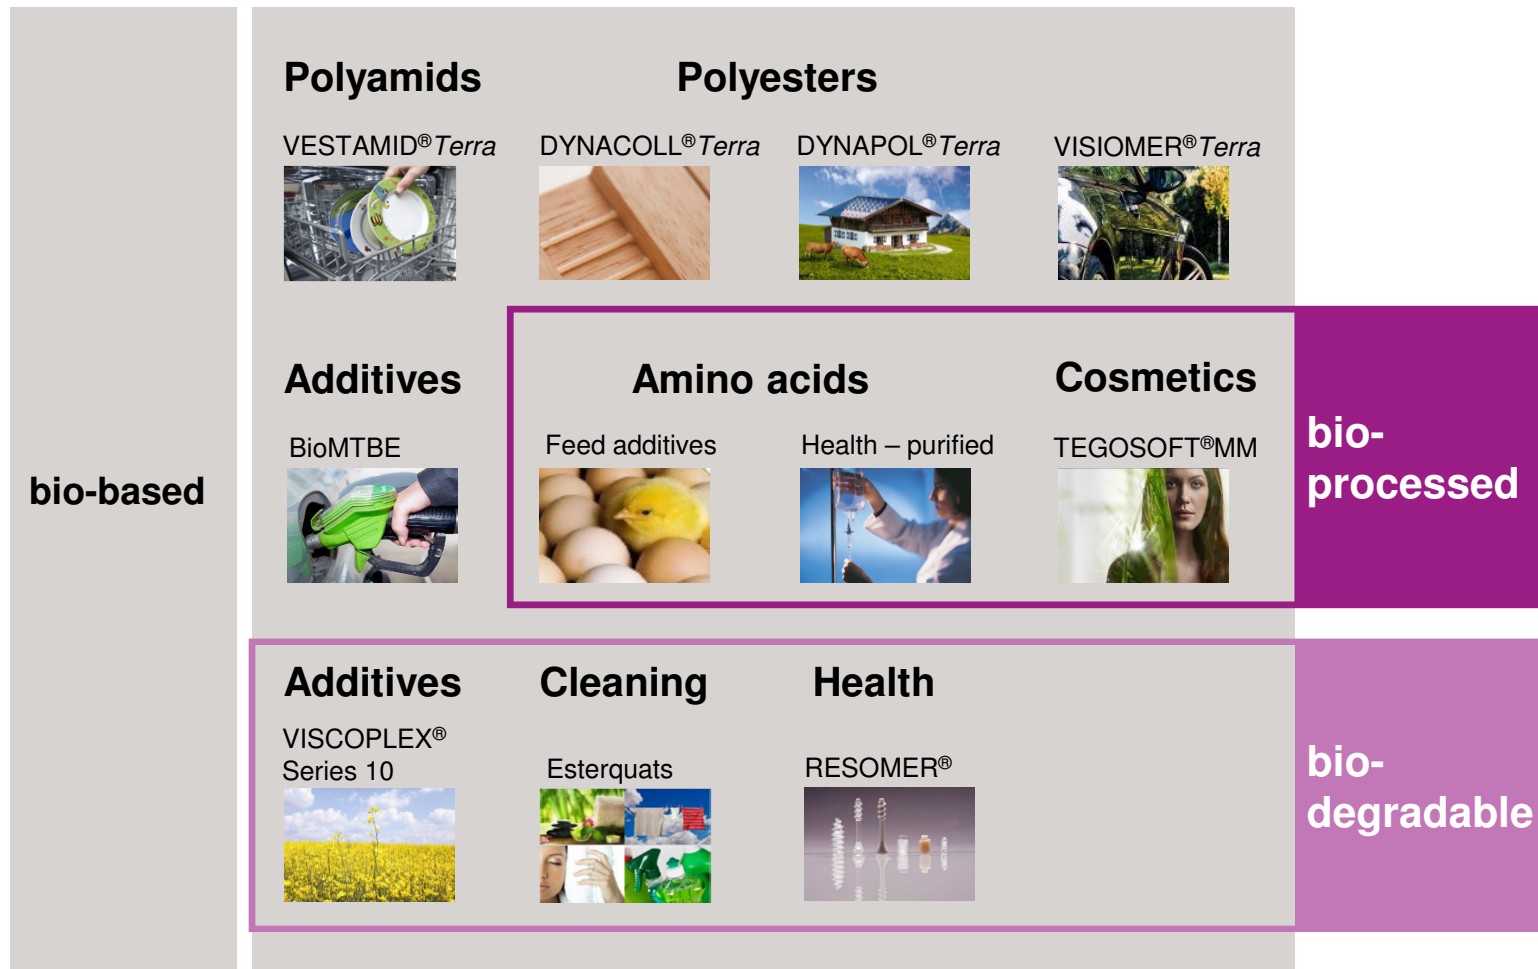 Polyamids
Polyesters
VESTAMID®Terra
DYNACOLL®Terra
DYNAPOL®Terra
VISIOMER®Terra
Additives
Amino acids
Cosmetics
BioMTBE
Feed additives
Health – purified
TEGOSOFT®MM
bio-based
bio-
processed
Additives
Cleaning
Health
VISCOPLEX®
Series 10
Esterquats
RESOMER®
bio-
degradable